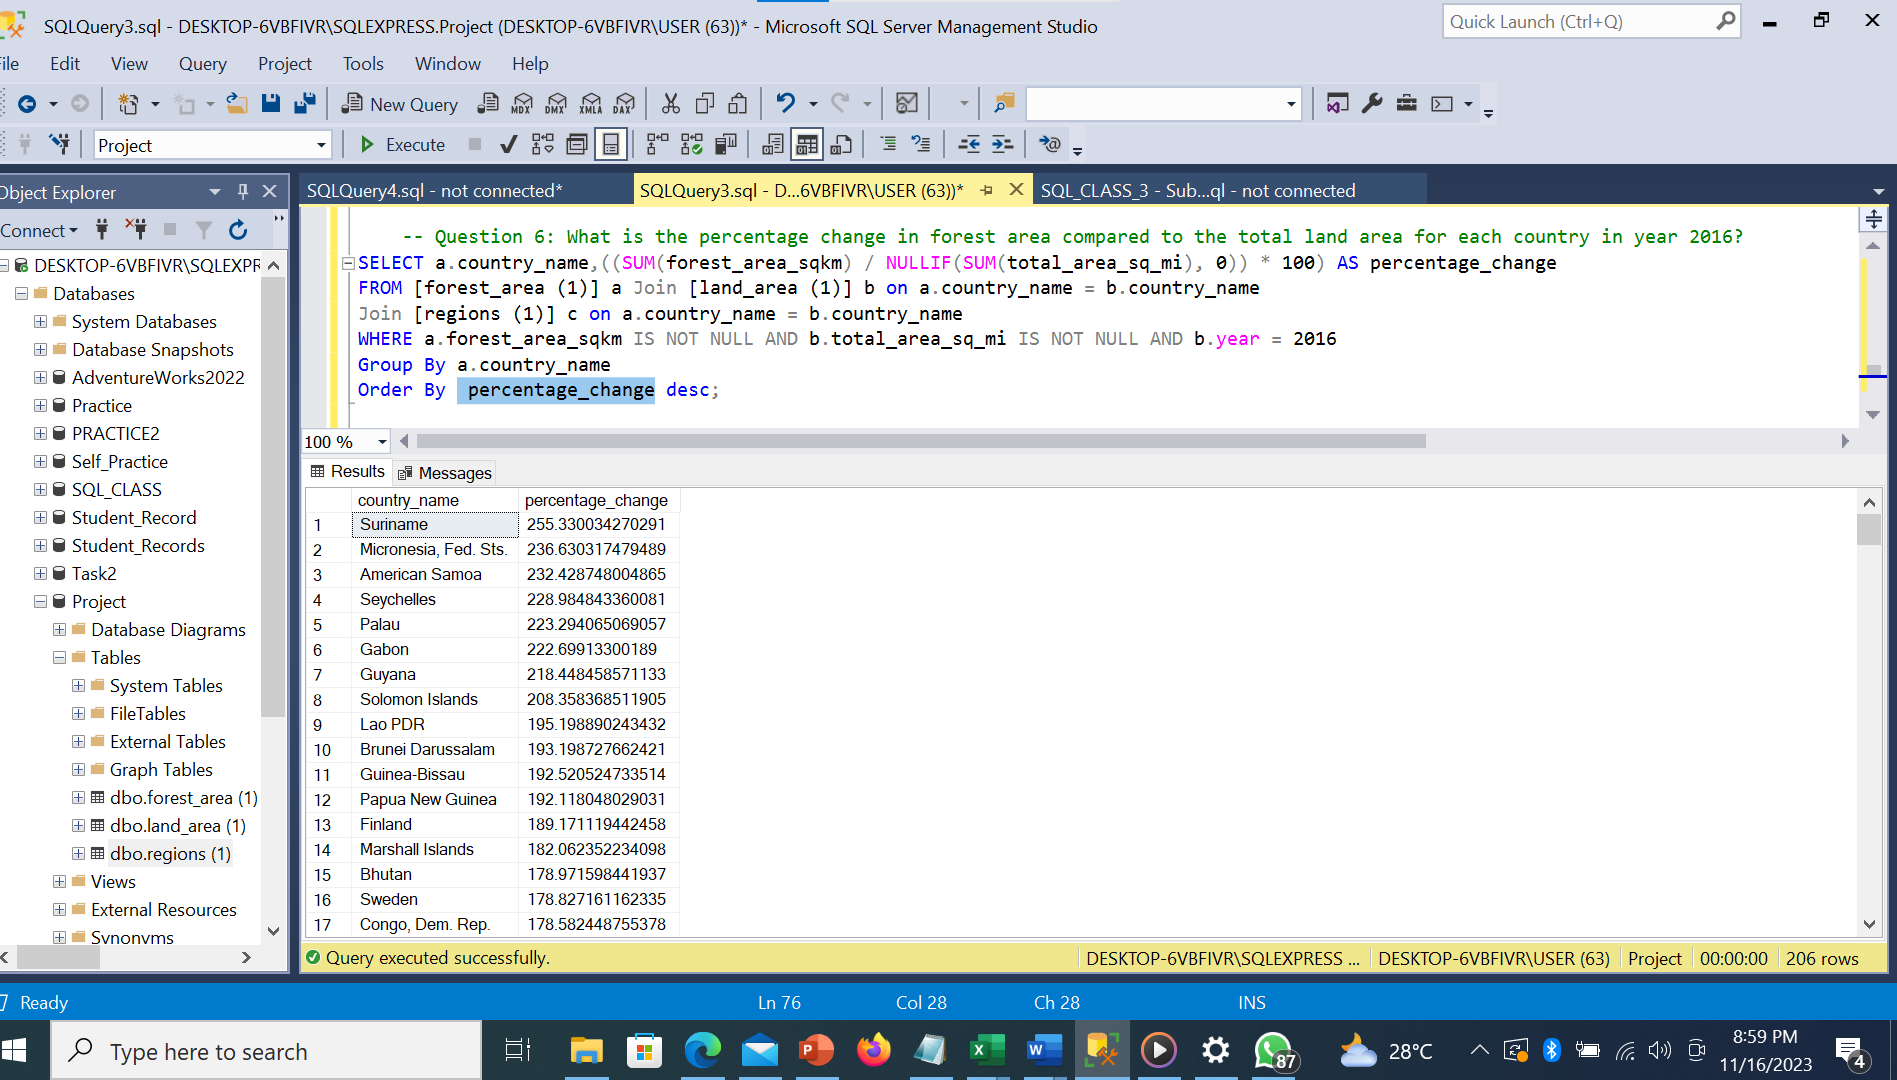 SQLQuery3.sql - DESKTOP-6VBFIVR\SQLEXPRESS.Project (DESKTOP-6VBFIVR\USER (63))* - Microsoft SQL Server Management Studio
Quick Launch (Ctrl+Q)
ile Edit View Query Project Tools Window Help
New Query MDX DMX XMLA DAX
Project Execute
Object Explorer
SQLQuery4.sql - not connected*
SQLQuery3.sql - D...6VBFIVR\USER (63))*
SQL_CLASS_3 - Sub...ql - not connected
Connect
DESKTOP-6VBFIVR\SQLEXPR
Databases
System Databases
Database Snapshots
AdventureWorks2022
Practice
PRACTICE2
Self_Practice
SQL_CLASS
Student_Record
Student_Records
Task2
Project
Database Diagrams
Tables
System Tables
FileTables
External Tables
Graph Tables
dbo.forest_area (1)
dbo.land_area (1)
dbo.regions (1)
Views
External Resources
Synonyms
-- Question 6: What is the percentage change in forest area compared to the total land area for each country in year 2016?
SELECT a.country_name,((SUM(forest_area_sqkm) / NULLIF(SUM(total_area_sq_mi), 0)) * 100) AS percentage_change
FROM [forest_area (1)] a Join [land_area (1)] b on a.country_name = b.country_name
Join [regions (1)] c on a.country_name = b.country_name
WHERE a.forest_area_sqkm IS NOT NULL AND b.total_area_sq_mi IS NOT NULL AND b.year = 2016
Group By a.country_name
Order By percentage_change desc;
100 %
Results Messages
country_name percentage_change
1 Suriname 255.330034270291
2 Micronesia, Fed. Sts. 236.630317479489
3 American Samoa 232.428748004865
4 Seychelles 228.984843360081
5 Palau 223.294065069057
6 Gabon 222.69913300189
7 Guyana 218.448458571133
8 Solomon Islands 208.358368511905
9 Lao PDR 195.198890243432
10 Brunei Darussalam 193.198727662421
11 Guinea-Bissau 192.520524733514
12 Papua New Guinea 192.118048029031
13 Finland 189.171119442458
14 Marshall Islands 182.062352234098
15 Bhutan 178.971598441937
16 Sweden 178.827161162335
17 Congo, Dem. Rep. 178.582448755378
Query executed successfully.
DESKTOP-6VBFIVR\SQLEXPRESS ... DESKTOP-6VBFIVR\USER (63) Project 00:00:00 206 rows
Ready Ln 76 Col 28 Ch 28 INS
Type here to search
87
28°C
8:59 PM
11/16/2023
4